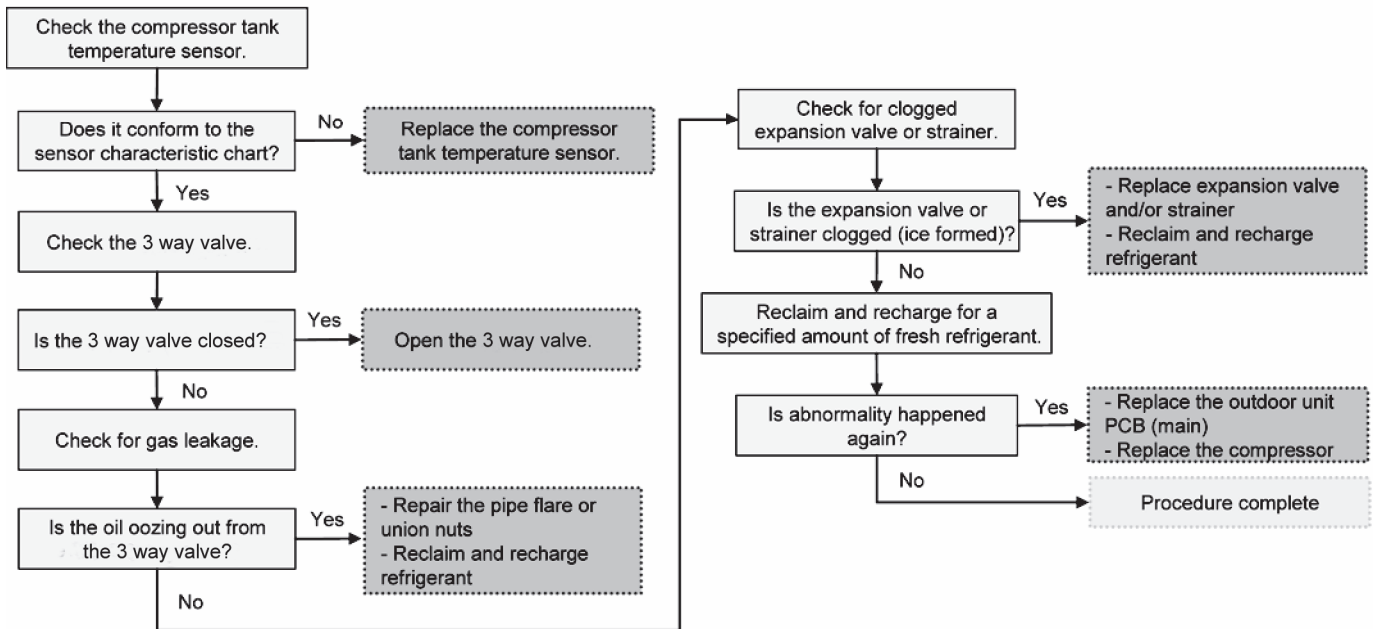 Check the compressor tank
temperature sensor.
Does it conform to the
sensor characteristic chart?
No
Replace the compressor
tank temperature sensor.
Yes
Check the 3 way valve.
Is the 3 way valve closed?
Yes
Open the 3 way valve.
No
Check for gas leakage.
Is the oil oozing out from
the 3 way valve?
Yes
- Repair the pipe flare or
union nuts
- Reclaim and recharge
refrigerant
No
Check for clogged
expansion valve or strainer.
Is the expansion valve or
strainer clogged (ice formed)?
Yes
- Replace expansion valve
and/or strainer
- Reclaim and recharge
refrigerant
No
Reclaim and recharge for a
specified amount of fresh refrigerant.
Is abnormality happened
again?
Yes
- Replace the outdoor unit
PCB (main)
- Replace the compressor
No
Procedure complete